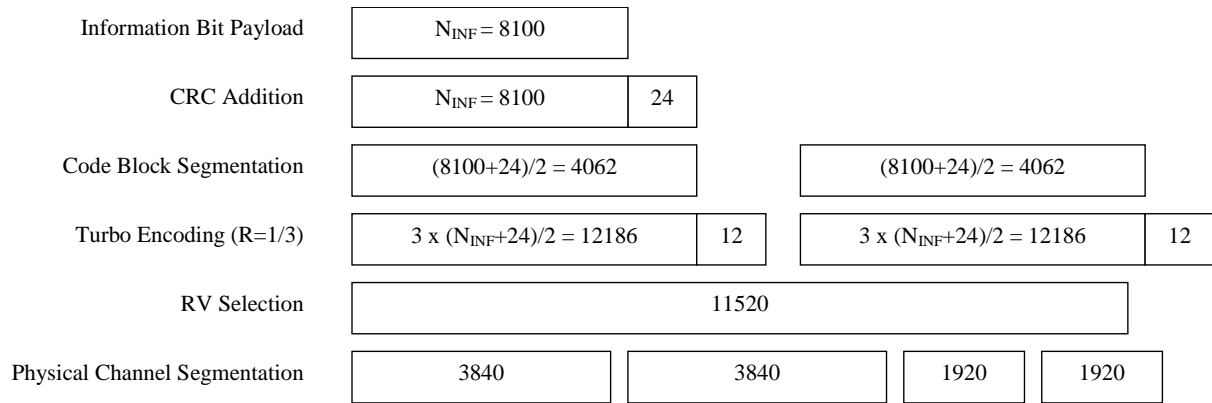 Information Bit Payload N_INF = 8100
CRC Addition N_INF = 8100 24
Code Block Segmentation (8100+24)/2 = 4062 (8100+24)/2 = 4062
Turbo Encoding (R=1/3) 3 x (N_INF+24)/2 = 12186 12 3 x (N_INF+24)/2 = 12186 12
RV Selection 11520
Physical Channel Segmentation 3840 3840 1920 1920